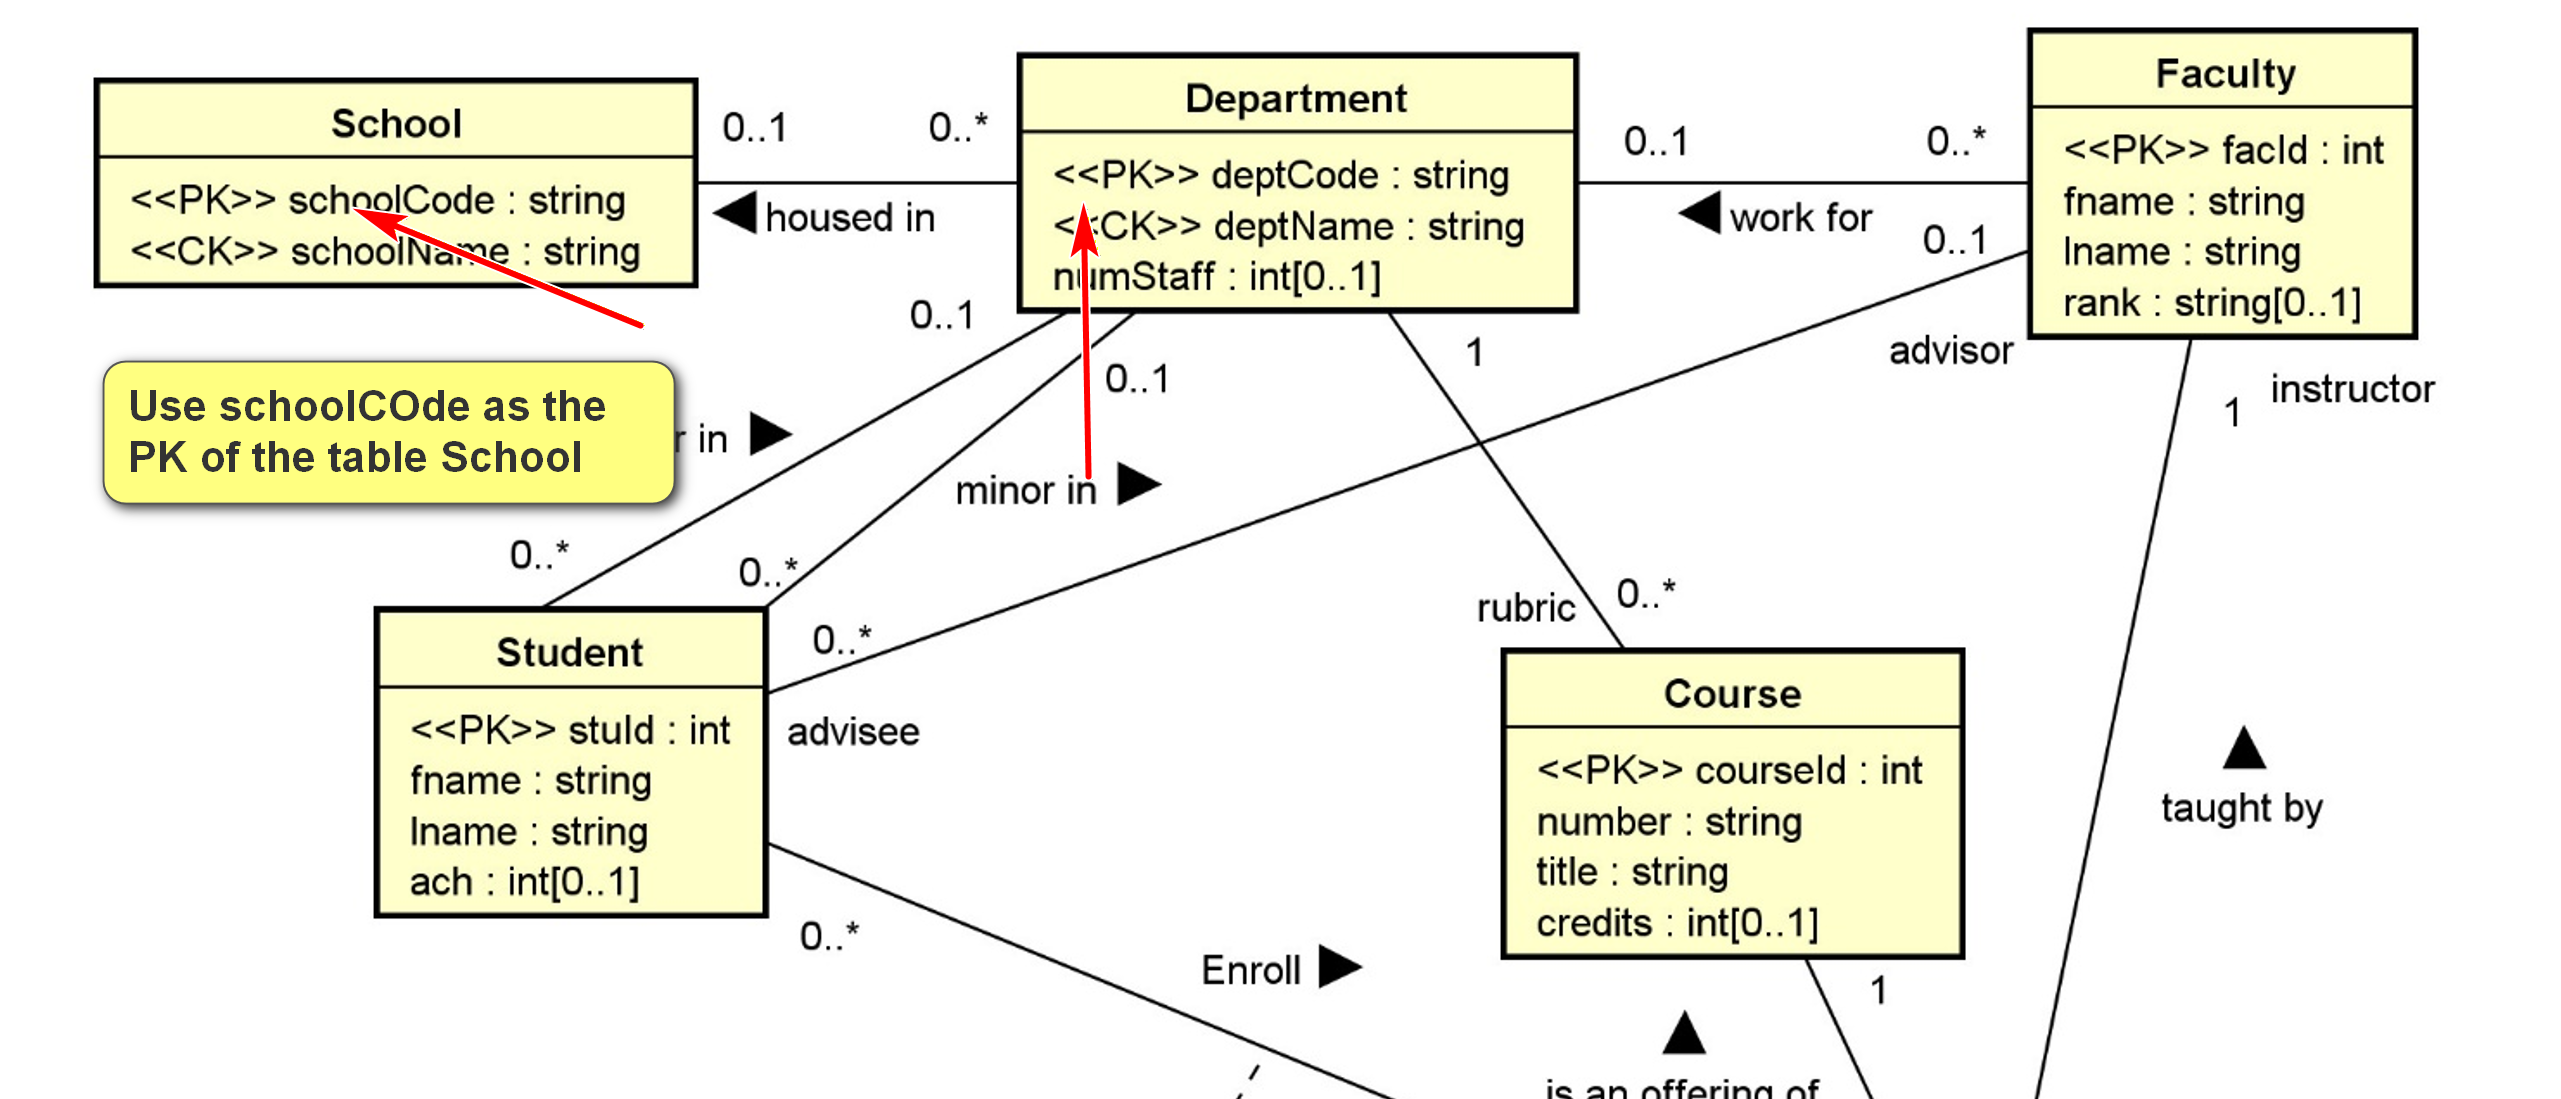 School
<<PK>> schoolCode : string
<<CK>> schoolName : string
0..1
0..*
housed in
Department
<<PK>> deptCode : string
<<CK>> deptName : string
numStaff : int[0..1]
0..1
0..*
work for
Faculty
<<PK>> facId : int
fname : string
lname : string
rank : string[0..1]
0..1
advisor
1
instructor
0..1
0..1
1
Use schoolCOde as the
PK of the table School
r in
minor in
0..*
0..*
0..*
rubric
0..*
Student
<<PK>> stuId : int
fname : string
lname : string
ach : int[0..1]
advisee
Course
<<PK>> courseId : int
number : string
title : string
credits : int[0..1]
taught by
0..*
Enroll
1
is an offering of